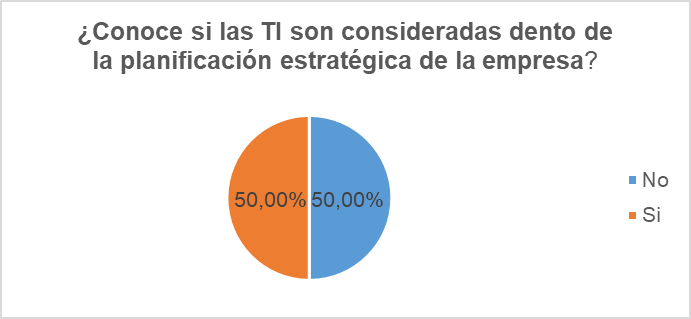 ¿Conoce si las TI son consideradas dento de
la planificación estratégica de la empresa?
50,00% 50,00%
No
Si